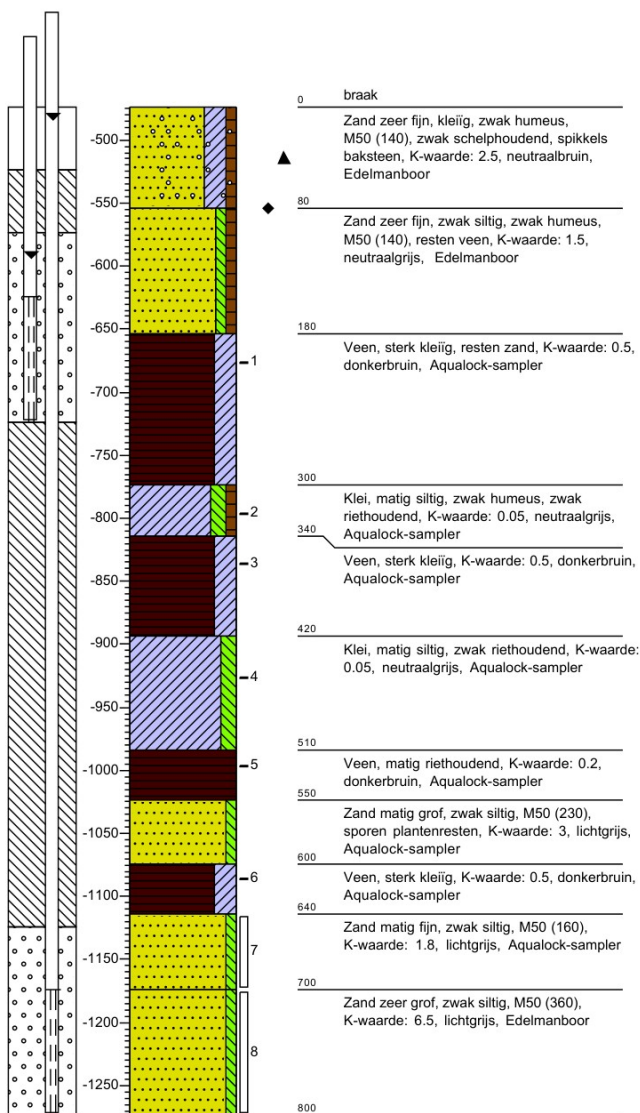 0
braak
Zand zeer fijn, kleiïg, zwak humeus,
M50 (140), zwak schelphoudend, spikkels
baksteen, K-waarde: 2.5, neutraalbruin,
Edelmanboor
80
Zand zeer fijn, zwak siltig, zwak humeus,
M50 (140), resten veen, K-waarde: 1.5,
neutraalgrijs, Edelmanboor
180
Veen, sterk kleiïg, resten zand, K-waarde: 0.5,
donkerbruin, Aqualock-sampler
300
Klei, matig siltig, zwak humeus, zwak
riethoudend, K-waarde: 0.05, neutraalgrijs,
Aqualock-sampler
340
Veen, sterk kleiïg, K-waarde: 0.5, donkerbruin,
Aqualock-sampler
420
Klei, matig siltig, zwak riethoudend, K-waarde:
0.05, neutraalgrijs, Aqualock-sampler
510
Veen, matig riethoudend, K-waarde: 0.2,
donkerbruin, Aqualock-sampler
550
Zand matig grof, zwak siltig, M50 (230),
sporen plantenresten, K-waarde: 3, lichtgrijs,
Aqualock-sampler
600
Veen, sterk kleiïg, K-waarde: 0.5, donkerbruin,
Aqualock-sampler
640
Zand matig fijn, zwak siltig, M50 (160),
K-waarde: 1.8, lichtgrijs, Aqualock-sampler
700
Zand zeer grof, zwak siltig, M50 (360),
K-waarde: 6.5, lichtgrijs, Edelmanboor
800
-500
-550
-600
-650
-700
-750
-800
-850
-900
-950
-1000
-1050
-1100
-1150
-1200
-1250
1
2
3
4
5
6
7
8